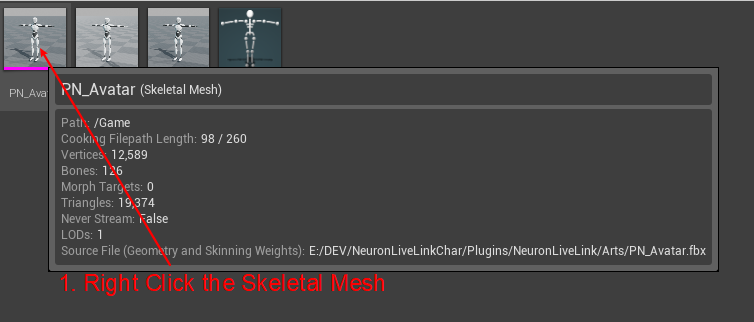 PN_Ava
PN_Avatar (Skeletal Mesh)
Path: /Game
Cooking Filepath Length: 98 / 260
Vertices: 12,589
Bones: 126
Morph Targets: 0
Triangles: 19,374
Never Stream: False
LODs: 1
Source File (Geometry and Skinning Weights): E:/DEV/NeuronLiveLinkChar/Plugins/NeuronLiveLink/Arts/PN_Avatar.fbx
1. Right Click the Skeletal Mesh